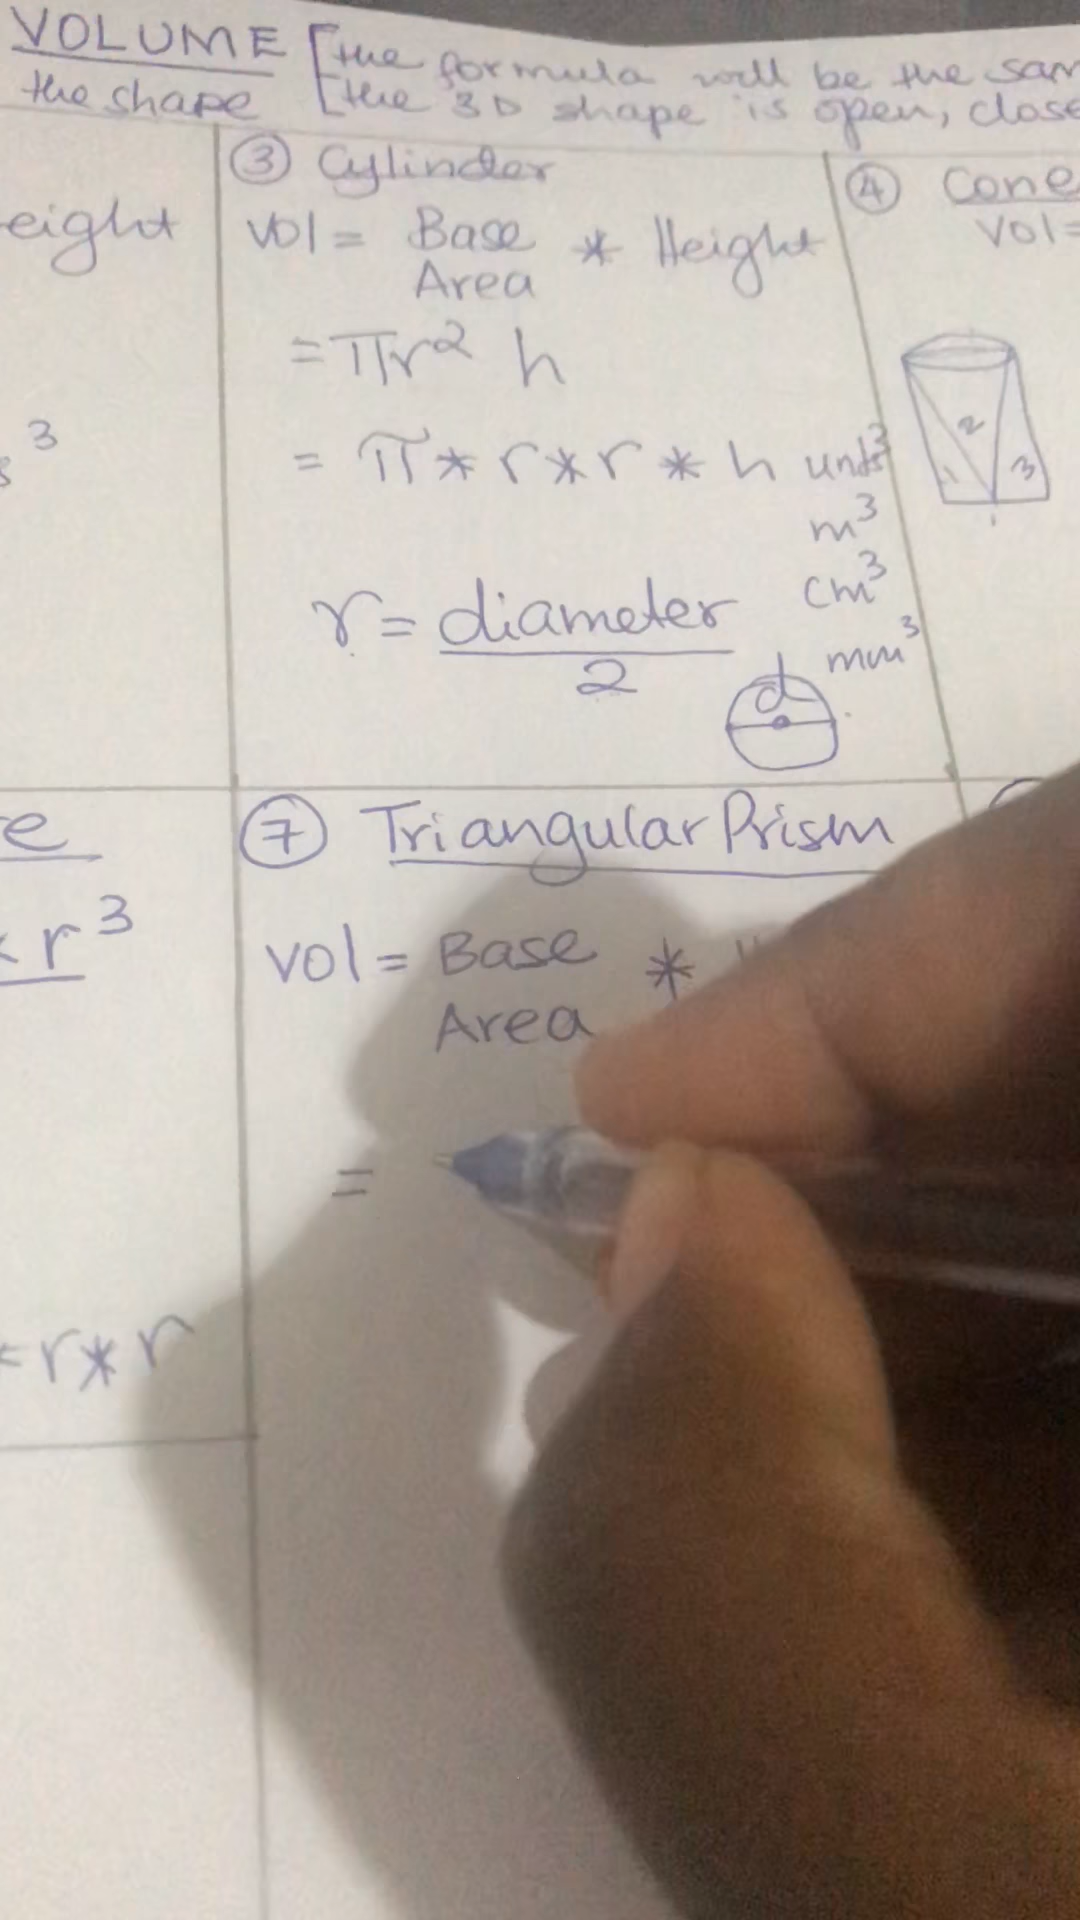 VOLUME [the formula will be the sam
the shape [the 3D shape is open, close
eight
3
③ Cylinder
Vol = Base * Height
Area
= πr² h
= π * r * r * h units³
m³
cm³
mm³
r = diameter
2
d
④ Cone
Vol =
1
2
3
e
r³
* r * r
⑦ Triangular Prism
Vol = Base *
Area
=